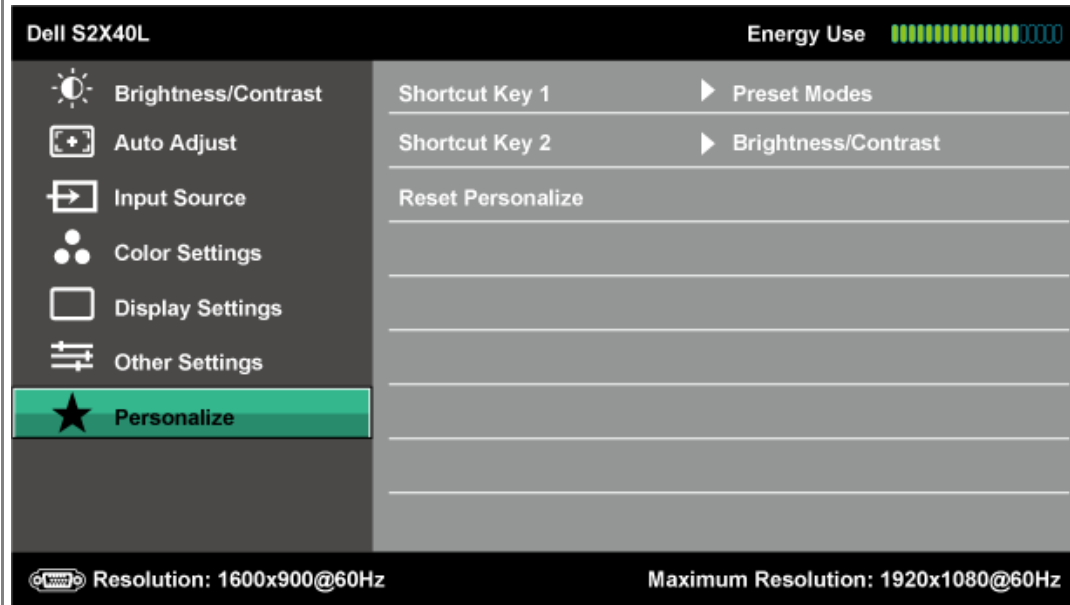 Dell S2X40L
Energy Use
Brightness/Contrast
Auto Adjust
Input Source
Color Settings
Display Settings
Other Settings
Personalize
Shortcut Key 1
Preset Modes
Shortcut Key 2
Brightness/Contrast
Reset Personalize
Resolution: 1600x900@60Hz
Maximum Resolution: 1920x1080@60Hz